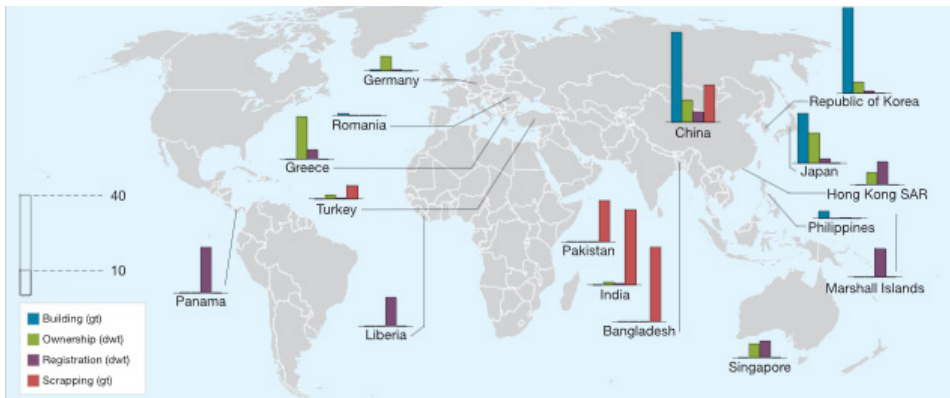 Germany
Romania
Greece
Turkey
Panama
Liberia
Pakistan
India
Bangladesh
China
Republic of Korea
Japan
Hong Kong SAR
Philippines
Marshall Islands
Singapore
40
10
Building (gt)
Ownership (dwt)
Registration (dwt)
Scrapping (gt)